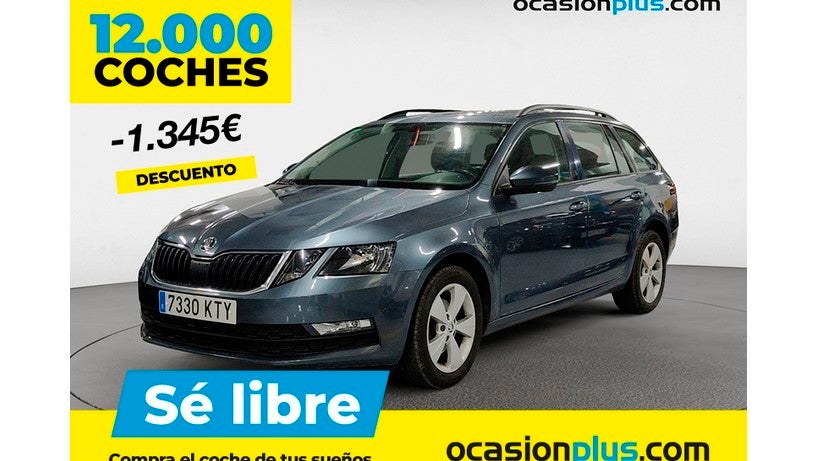 ocasionplus.com
12.000
COCHES
-1.345€
DESCUENTO
7330 KTY
Sé libre
Compra el coche de tus sueños
ocasionplus.com